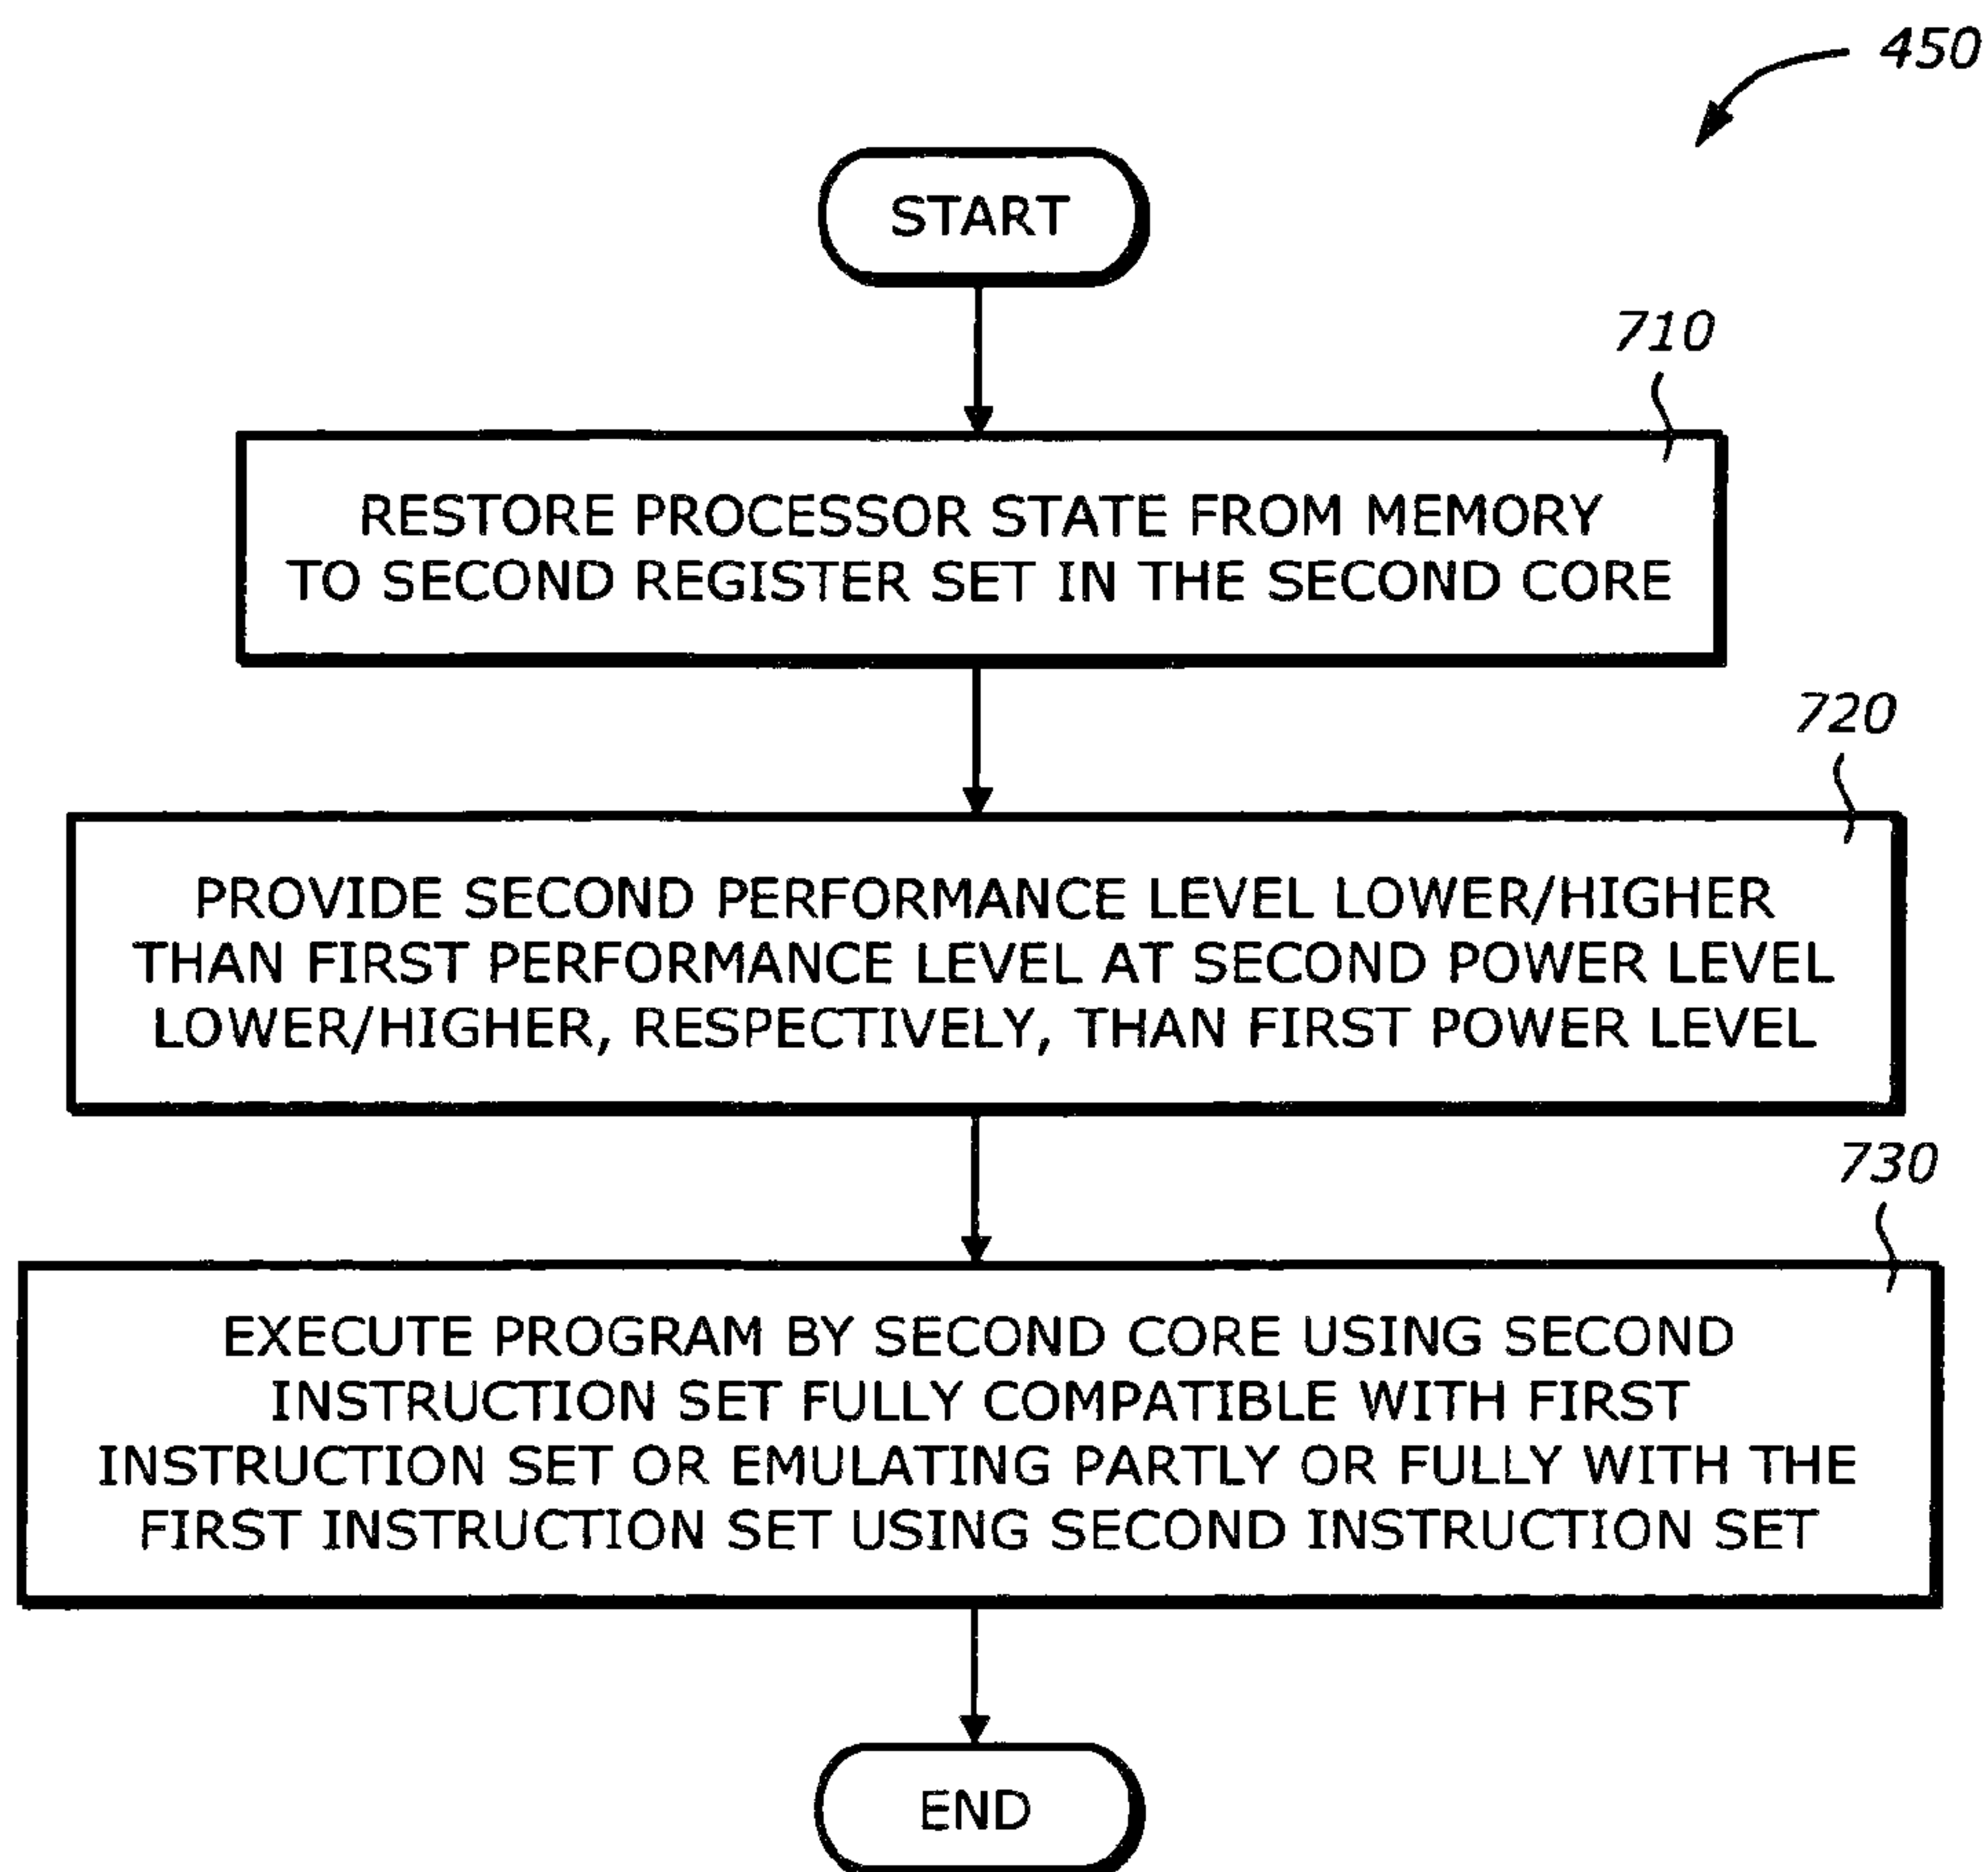 450
START
710
RESTORE PROCESSOR STATE FROM MEMORY
TO SECOND REGISTER SET IN THE SECOND CORE
720
PROVIDE SECOND PERFORMANCE LEVEL LOWER/HIGHER
THAN FIRST PERFORMANCE LEVEL AT SECOND POWER LEVEL
LOWER/HIGHER, RESPECTIVELY, THAN FIRST POWER LEVEL
730
EXECUTE PROGRAM BY SECOND CORE USING SECOND
INSTRUCTION SET FULLY COMPATIBLE WITH FIRST
INSTRUCTION SET OR EMULATING PARTLY OR FULLY WITH THE
FIRST INSTRUCTION SET USING SECOND INSTRUCTION SET
END